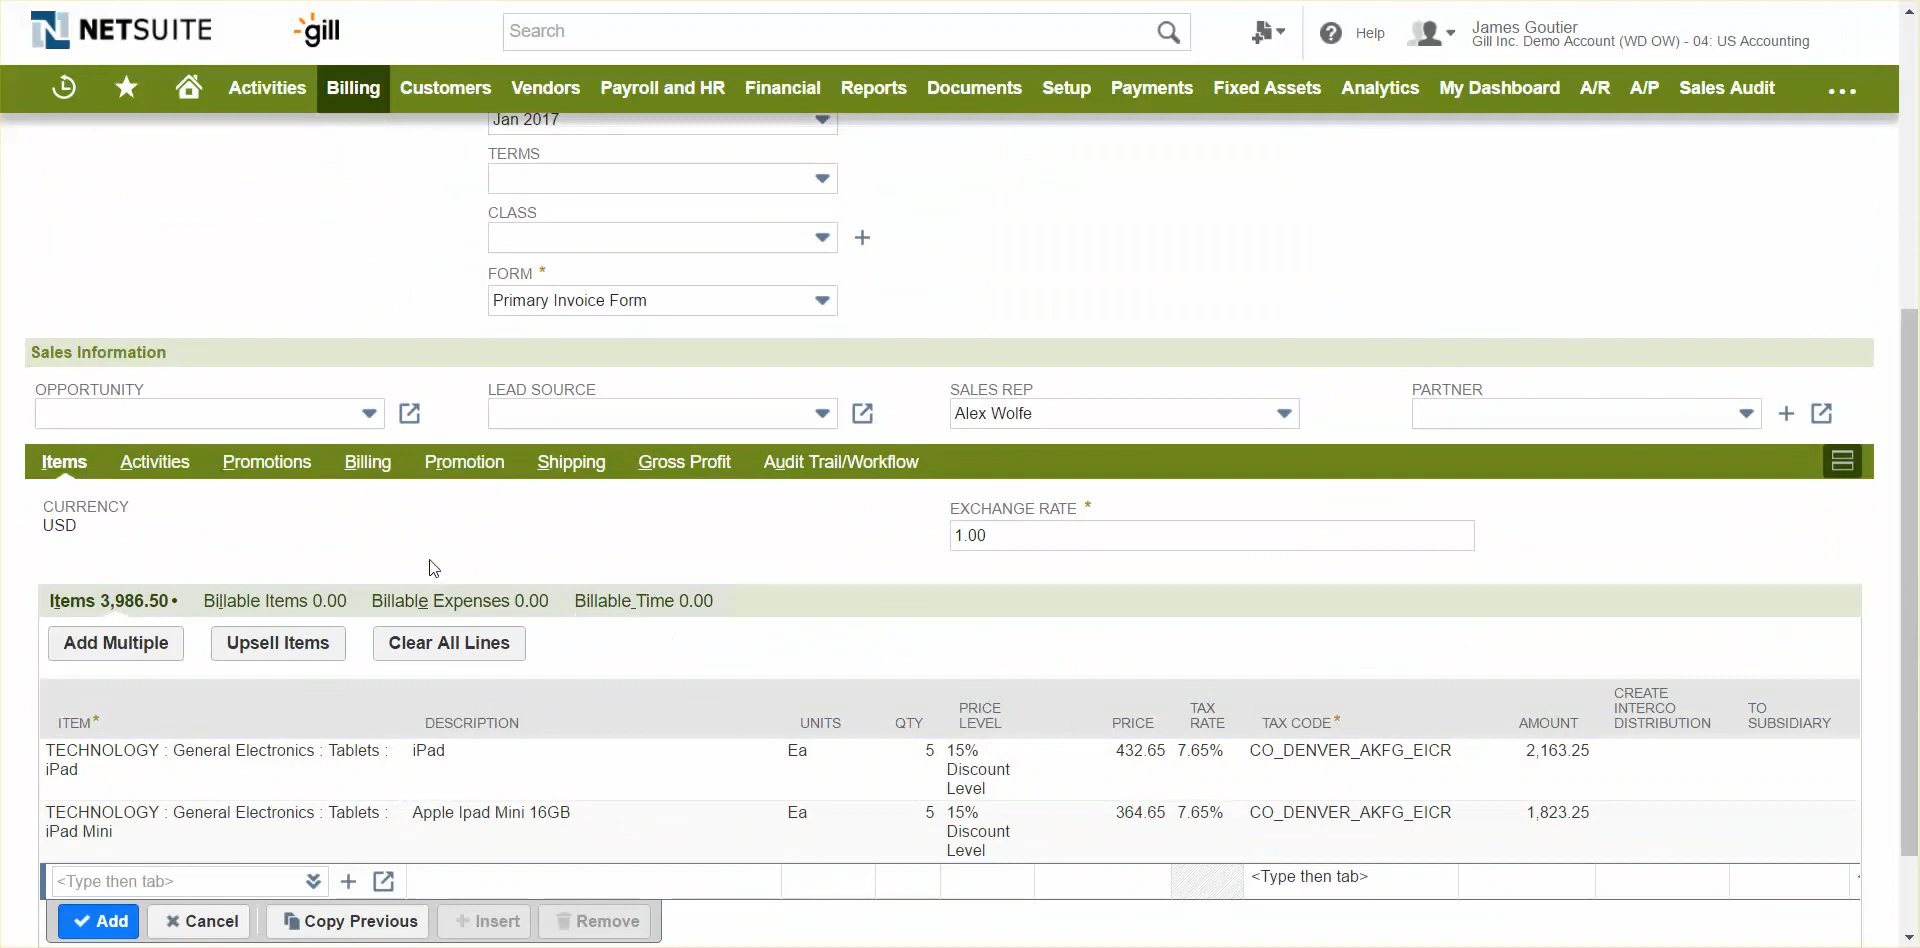 NETSUITE
gill
Search
Help
James Goutier
Gill Inc. Demo Account (WD OW) - 04: US Accounting
Activities Billing Customers Vendors Payroll and HR Financial Reports Documents Setup Payments Fixed Assets Analytics My Dashboard A/R A/P Sales Audit ...
Jan 2017
TERMS
CLASS
FORM *
Primary Invoice Form
Sales Information
OPPORTUNITY LEAD SOURCE SALES REP PARTNER
Alex Wolfe
Items Activities Promotions Billing Promotion Shipping Gross Profit Audit Trail/Workflow
CURRENCY
USD
EXCHANGE RATE *
1.00
Items 3,986.50 • Billable Items 0.00 Billable Expenses 0.00 Billable Time 0.00
Add Multiple Upsell Items Clear All Lines
ITEM * DESCRIPTION UNITS QTY PRICE LEVEL PRICE TAX RATE TAX CODE * AMOUNT CREATE INTERCO DISTRIBUTION TO SUBSIDIARY
TECHNOLOGY : General Electronics : Tablets : iPad 5 15% 432.65 7.65% CO_DENVER_AKFG_EICR 2,163.25
iPad Ea Discount Level
TECHNOLOGY : General Electronics : Tablets : Apple Ipad Mini 16GB Ea 5 15% 364.65 7.65% CO_DENVER_AKFG_EICR 1,823.25
iPad Mini Discount
Level
<Type then tab> <Type then tab>
Add Cancel Copy Previous Insert Remove